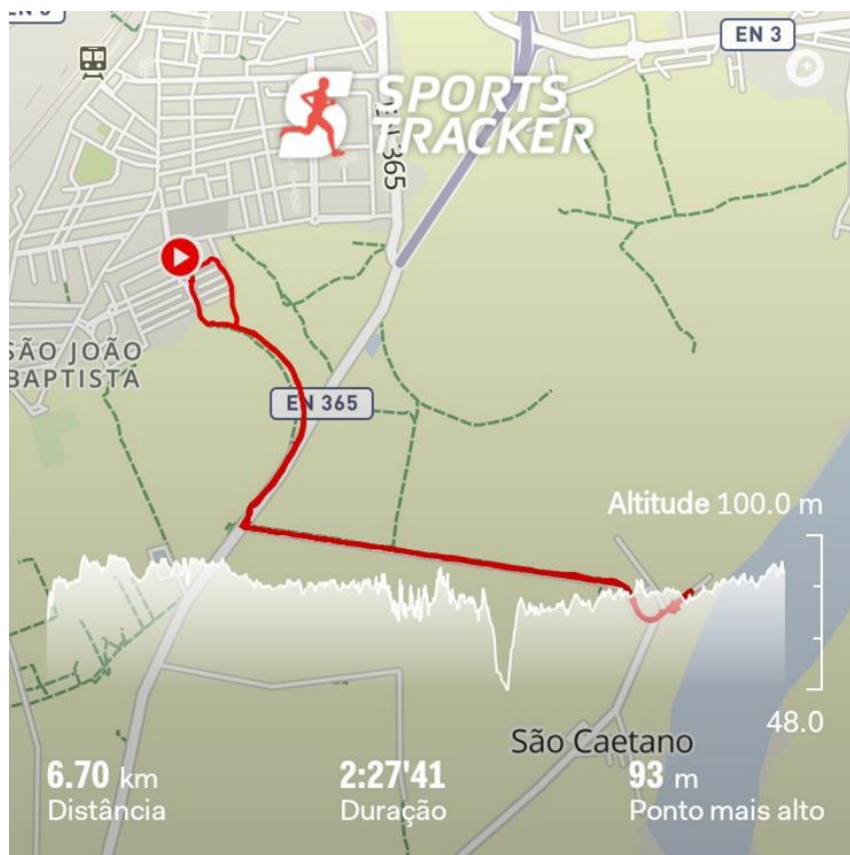 EN 3
SPORTS
TRACKER
365
SÃO JOÃO
BAPTISTA
EN 365
Altitude 100.0 m
48.0
São Caetano
6.70 km
2:27'41
93 m
Distância
Duração
Ponto mais alto